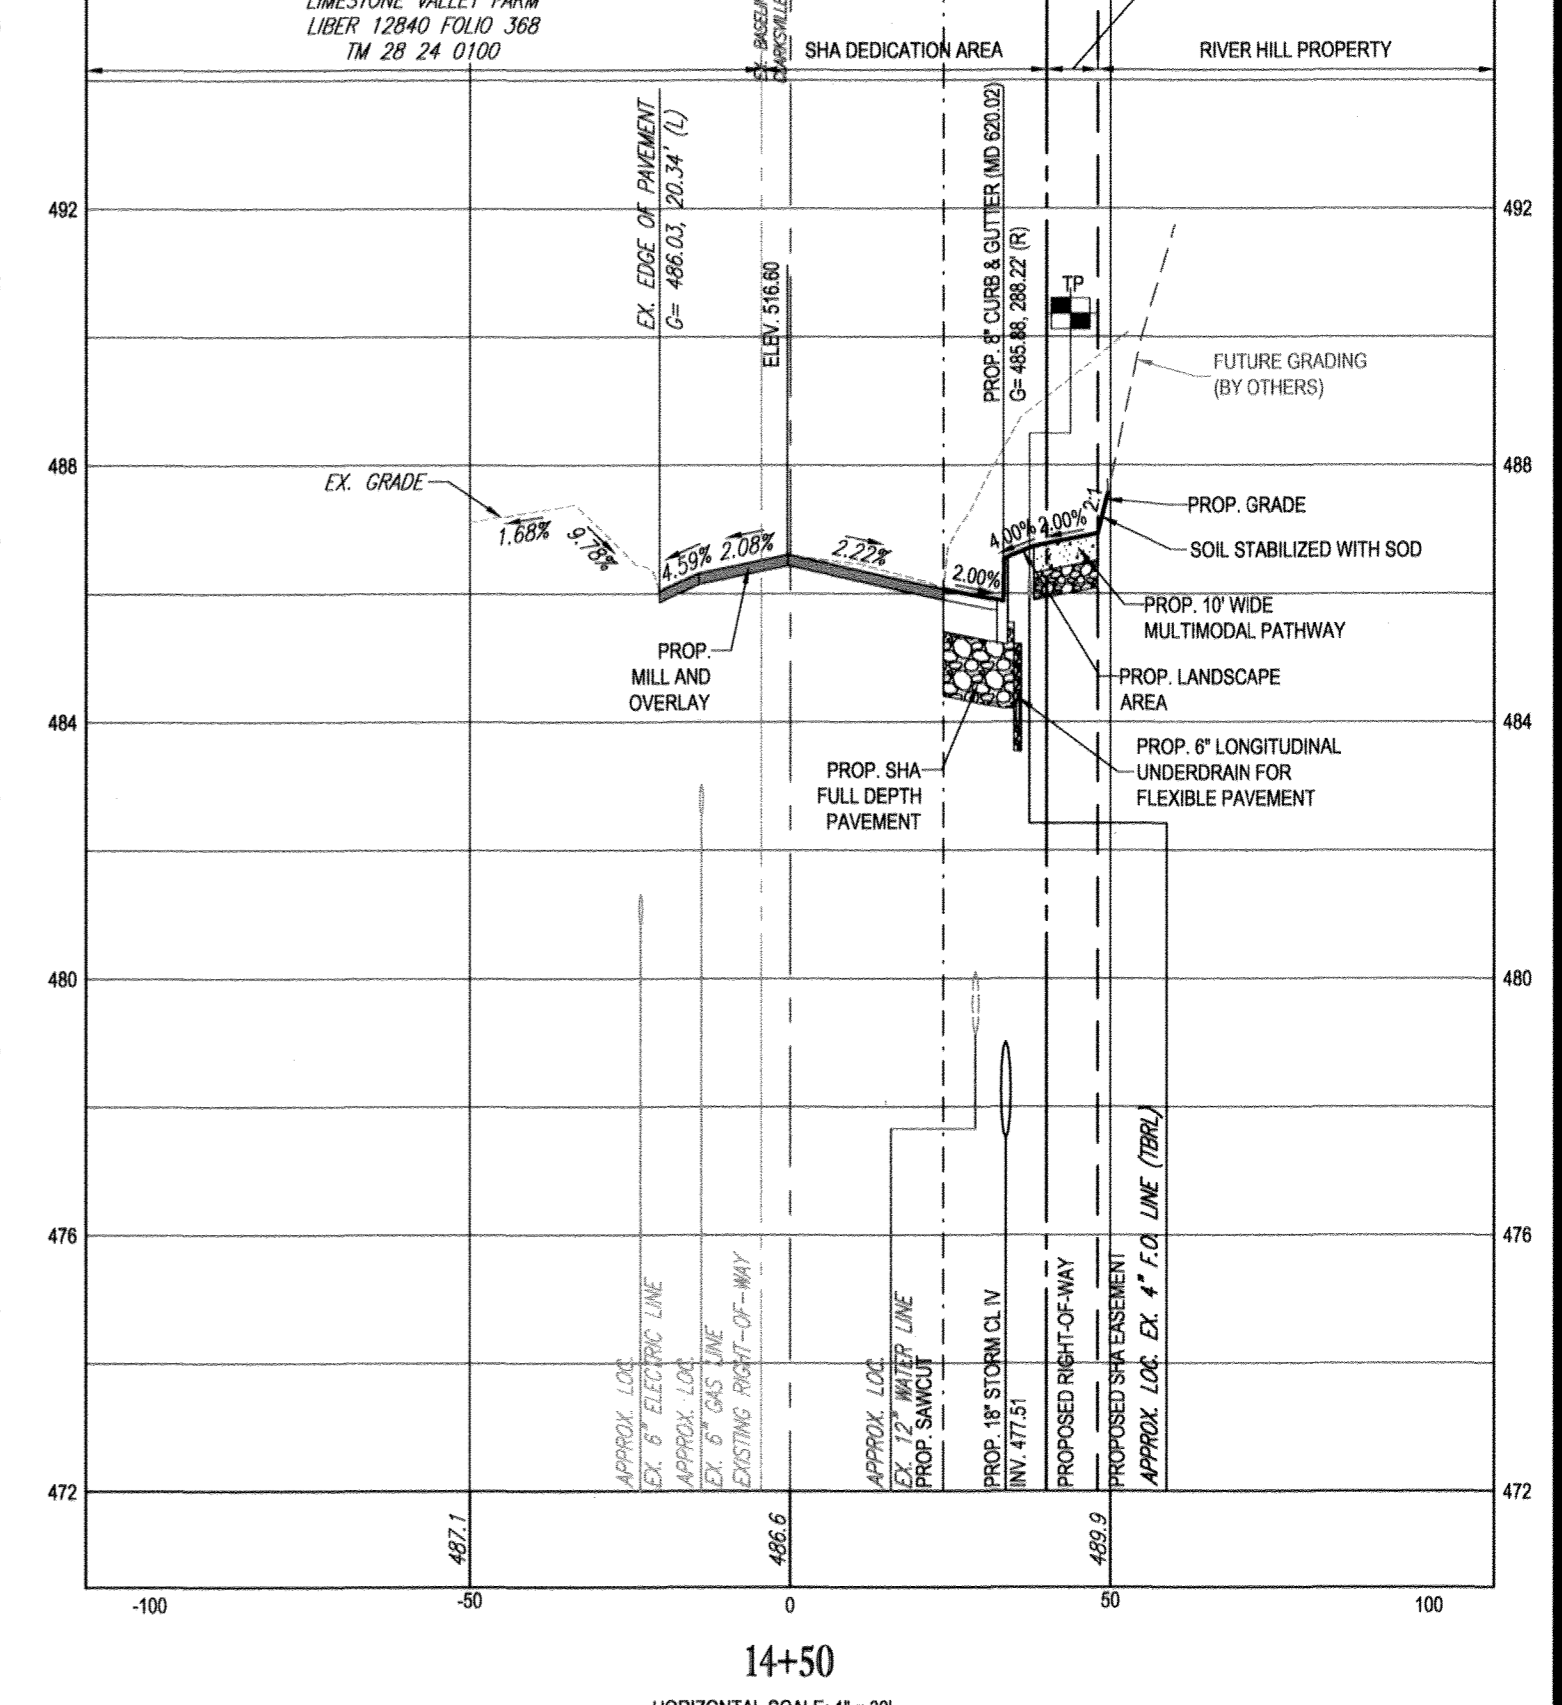 LIMESTONE VALLEY FARM
LIBER 12840 FOLIO 368
TM 28 24 0100
EX. BASELINE
CLARKSVILLE
SHA DEDICATION AREA
RIVER HILL PROPERTY
EX. EDGE OF PAVEMENT
G= 486.03, 20.34' (L)
ELEV. 516.60
PROP. 8" CURB & GUTTER (MD 620.02)
G= 485.88, 288.22' (R)
492
492
TP
FUTURE GRADING
(BY OTHERS)
488
488
EX. GRADE
1.68%
9.78%
4.59%
2.08%
2.22%
2.00%
4.00%
2.00%
2:1
PROP. GRADE
SOIL STABILIZED WITH SOD
PROP. 10' WIDE
MULTIMODAL PATHWAY
PROP.
MILL AND
OVERLAY
PROP. LANDSCAPE
AREA
484
484
PROP. SHA
FULL DEPTH
PAVEMENT
PROP. 6" LONGITUDINAL
UNDERDRAIN FOR
FLEXIBLE PAVEMENT
480
480
476
476
APPROX. LOC.
EX. 6" ELECTRIC LINE
APPROX. LOC.
EX. 6" GAS LINE
EXISTING RIGHT-OF-WAY
APPROX. LOC.
EX. 12" WATER LINE
PROP. SAWCUT
PROP. 18" STORM CL IV
INV. 477.51
PROPOSED RIGHT-OF-WAY
PROPOSED SHA EASEMENT
APPROX. LOC. EX. 4" F.O. LINE (TBRL)
472
472
487.1
486.6
489.9
-100
-50
0
50
100
14+50